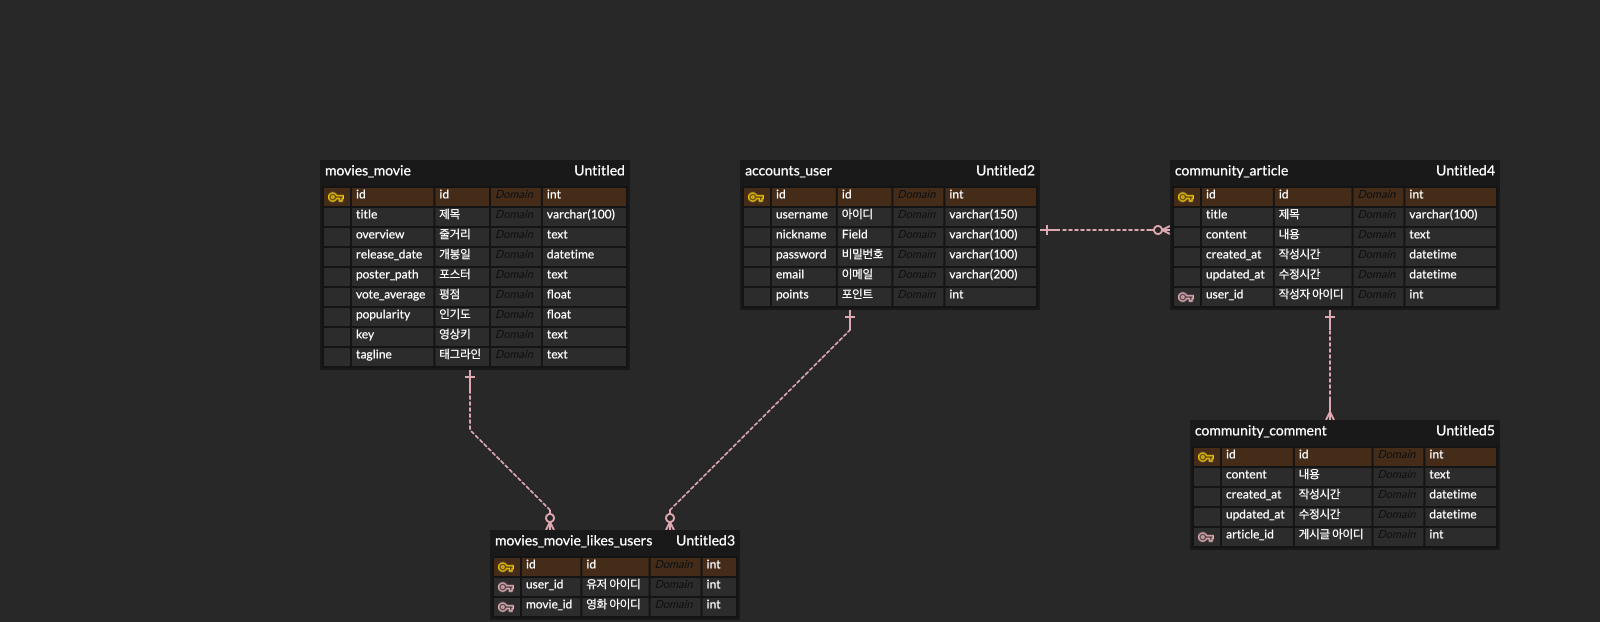 movies_movie Untitled
id id Domain int
title 제목 Domain varchar(100)
overview 줄거리 Domain text
release_date 개봉일 Domain datetime
poster_path 포스터 Domain text
vote_average 평점 Domain float
popularity 인기도 Domain float
key 영상키 Domain text
tagline 태그라인 Domain text
accounts_user Untitled2
id id Domain int
username 아이디 Domain varchar(150)
nickname Field Domain varchar(100)
password 비밀번호 Domain varchar(100)
email 이메일 Domain varchar(200)
points 포인트 Domain int
community_article Untitled4
id id Domain int
title 제목 Domain varchar(100)
content 내용 Domain text
created_at 작성시간 Domain datetime
updated_at 수정시간 Domain datetime
user_id 작성자 아이디 Domain int
community_comment Untitled5
id id Domain int
content 내용 Domain text
created_at 작성시간 Domain datetime
updated_at 수정시간 Domain datetime
article_id 게시글 아이디 Domain int
movies_movie_likes_users Untitled3
id id Domain int
user_id 유저 아이디 Domain int
movie_id 영화 아이디 Domain int